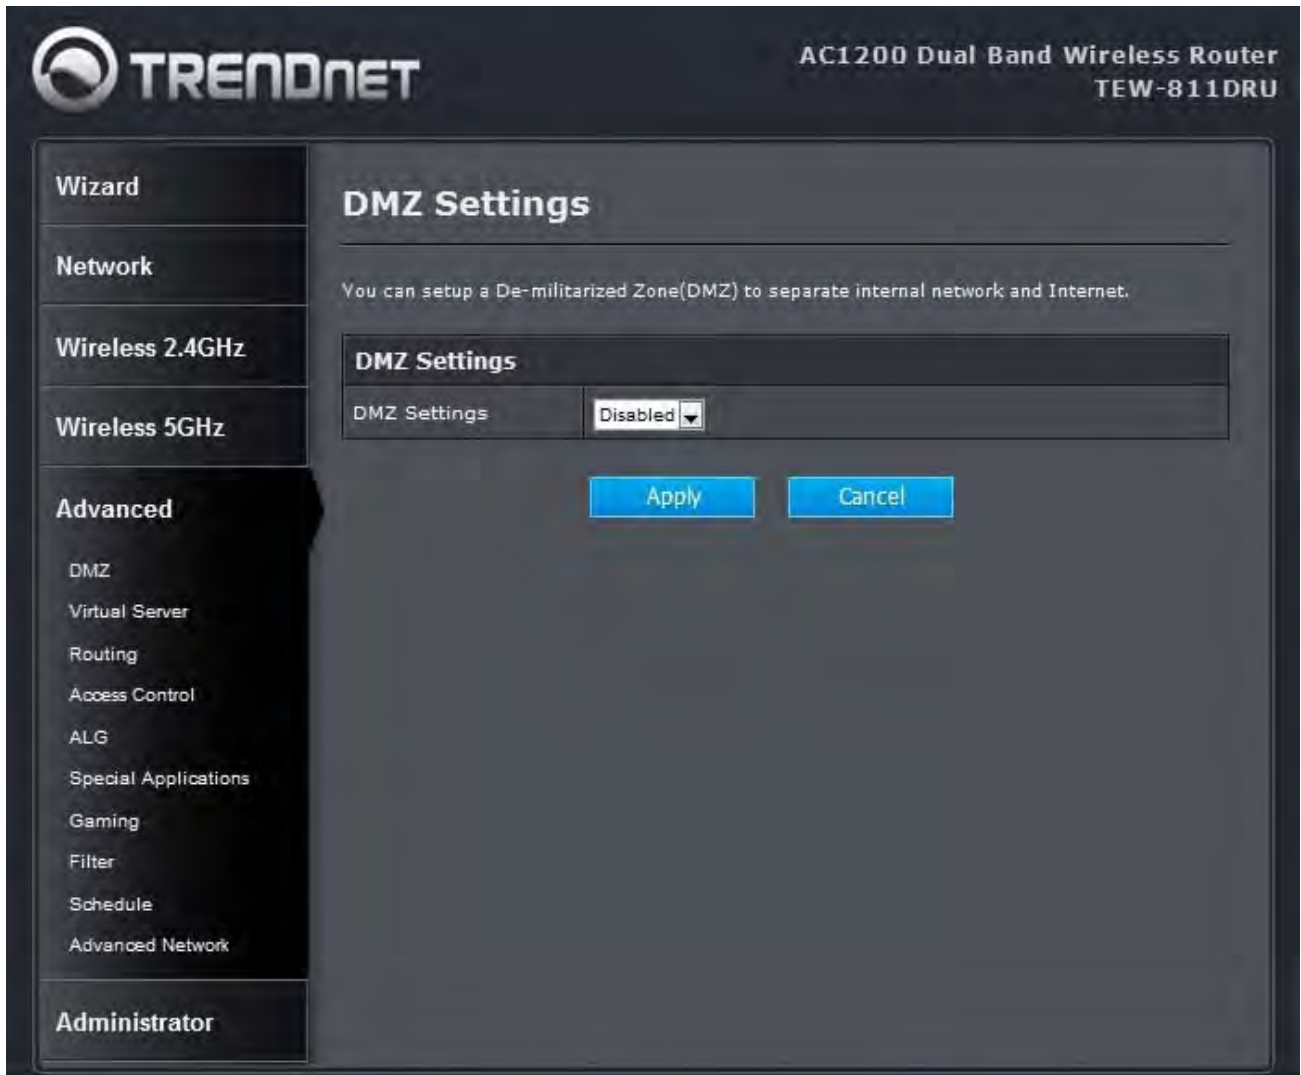 TRENDNET
AC1200 Dual Band Wireless Router
TEW-811DRU
Wizard
Network
Wireless 2.4GHz
Wireless 5GHz
Advanced
DMZ
Virtual Server
Routing
Access Control
ALG
Special Applications
Gaming
Filter
Schedule
Advanced Network
Administrator
DMZ Settings
You can setup a De-militarized Zone(DMZ) to separate internal network and Internet.
DMZ Settings
DMZ Settings Disabled
Apply Cancel